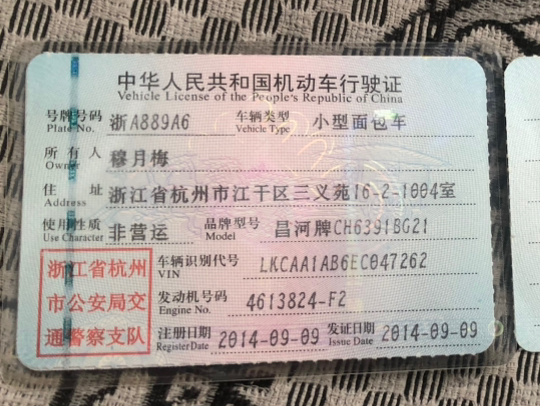 中华人民共和国机动车行驶证
Vehicle License of the People's Republic of China
号牌号码 浙A889A6 车辆类型 小型面包车
Plate No. Vehicle Type
所有人 穆月梅
Owner
住址 浙江省杭州市江干区三义苑16-2-1004室
Address
使用性质 非营运 品牌型号 昌河牌CH6391BG21
Use Character Model
浙江省杭州
市公安局交
通警察支队
车辆识别代号 LKCAA1AB6EC047262
VIN
发动机号码 4613824-F2
Engine No.
注册日期 2014-09-09 发证日期 2014-09-09
Register Date Issue Date